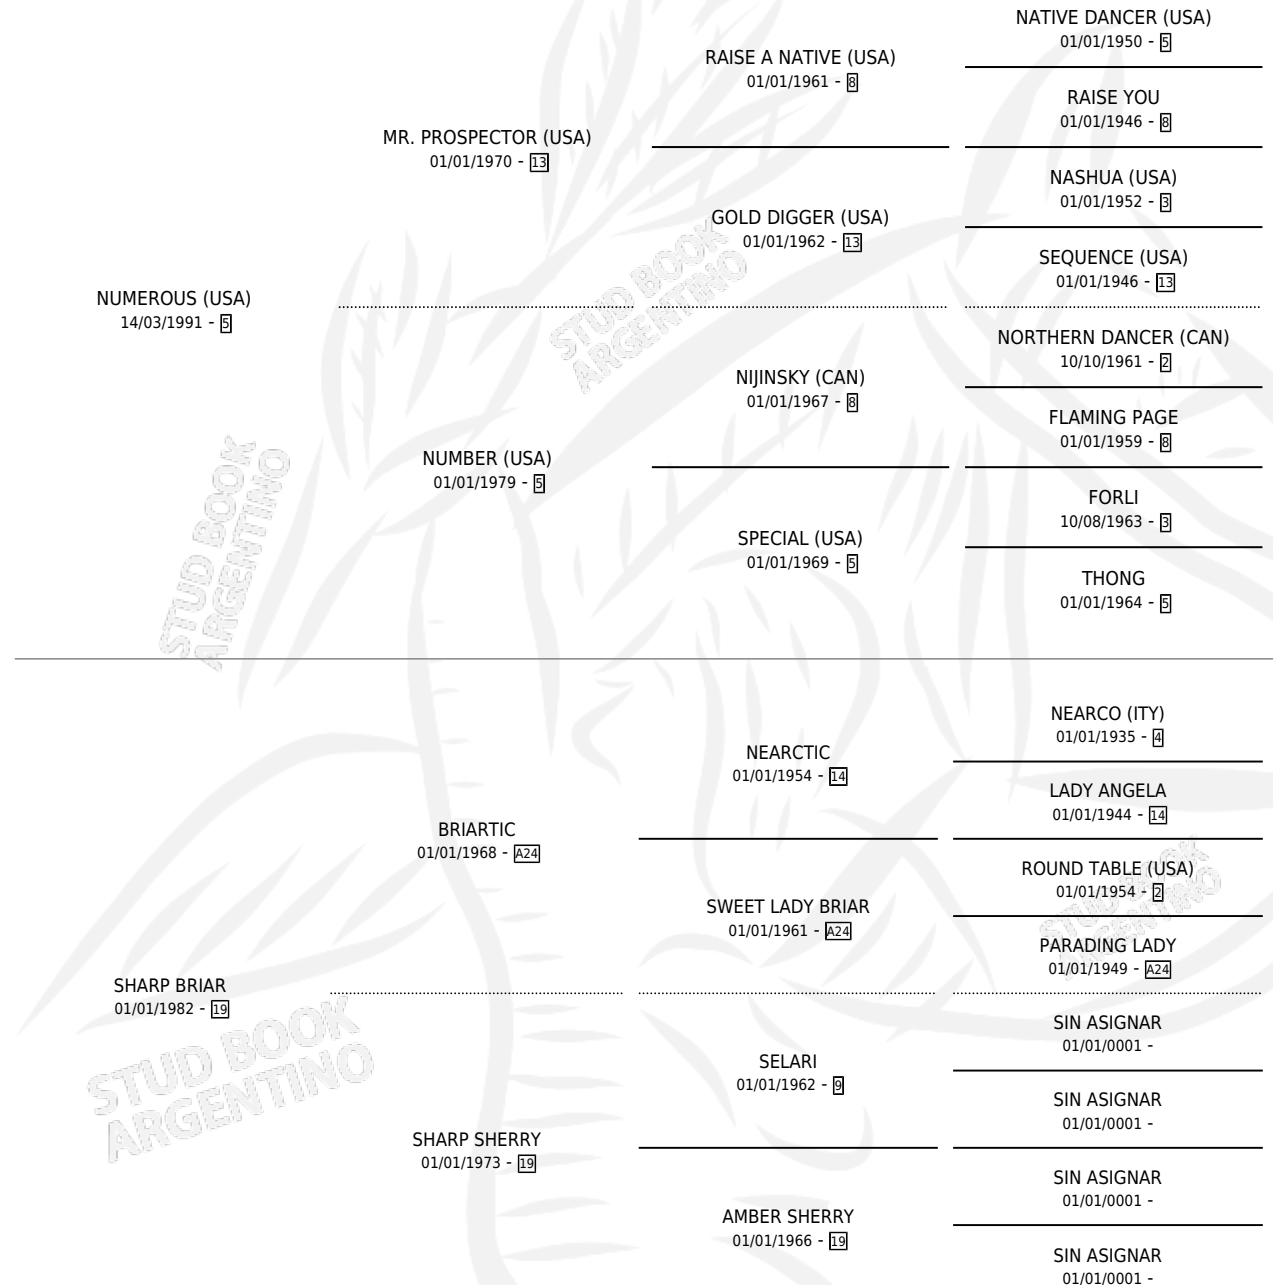 NATIVE DANCER (USA)
01/01/1950 - 5
RAISE A NATIVE (USA)
01/01/1961 - 8
RAISE YOU
01/01/1946 - 8
MR. PROSPECTOR (USA)
01/01/1970 - 13
NASHUA (USA)
01/01/1952 - 3
GOLD DIGGER (USA)
01/01/1962 - 13
SEQUENCE (USA)
01/01/1946 - 13
NUMEROUS (USA)
14/03/1991 - 5
STUD BOOK
ARGENTINO
NORTHERN DANCER (CAN)
10/10/1961 - 2
NIJINSKY (CAN)
01/01/1967 - 8
FLAMING PAGE
01/01/1959 - 8
NUMBER (USA)
01/01/1979 - 5
FORLI
10/08/1963 - 3
SPECIAL (USA)
01/01/1969 - 5
THONG
01/01/1964 - 5
STUD BOOK
ARGENTINO
NEARCO (ITY)
01/01/1935 - 4
NEARCTIC
01/01/1954 - 14
LADY ANGELA
01/01/1944 - 14
BRIARTIC
01/01/1968 - A24
ROUND TABLE (USA)
01/01/1954 - 2
SWEET LADY BRIAR
01/01/1961 - A24
PARADING LADY
01/01/1949 - A24
STUD BOOK
ARGENTINO
SHARP BRIAR
01/01/1982 - 19
SIN ASIGNAR
01/01/0001 -
SELARI
01/01/1962 - 9
SIN ASIGNAR
01/01/0001 -
STUD BOOK
ARGENTINO
SHARP SHERRY
01/01/1973 - 19
SIN ASIGNAR
01/01/0001 -
AMBER SHERRY
01/01/1966 - 19
SIN ASIGNAR
01/01/0001 -